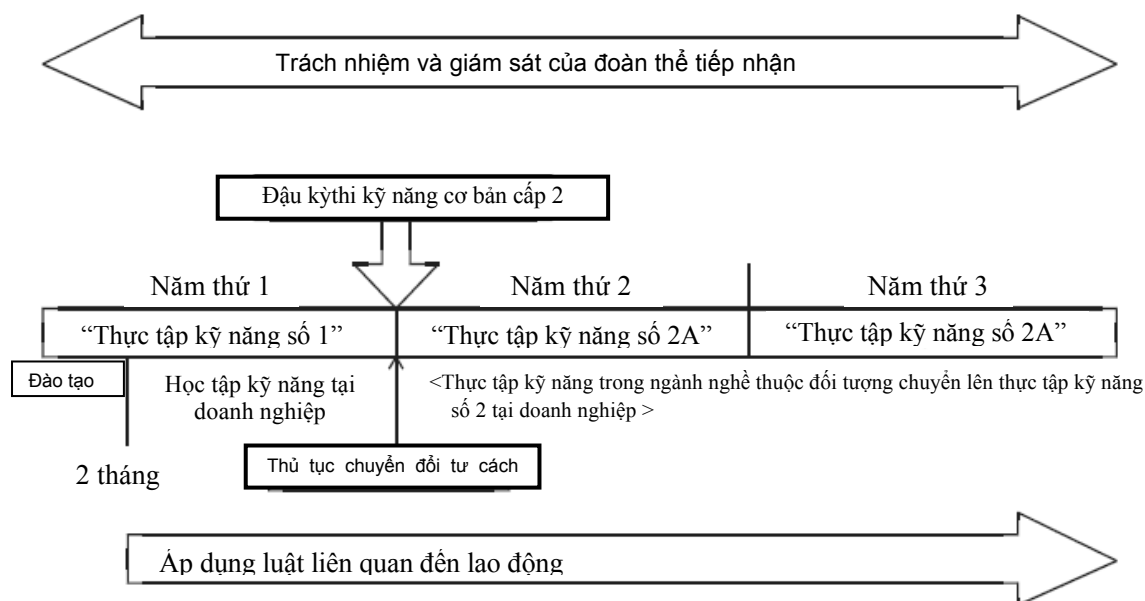 Trách nhiệm và giám sát của đoàn thể tiếp nhận
Đậu kỳthi kỹ năng cơ bản cấp 2
Năm thứ 1
Năm thứ 2
Năm thứ 3
“Thực tập kỹ năng số 1”
“Thực tập kỹ năng số 2A”
“Thực tập kỹ năng số 2A”
Đào tạo
Học tập kỹ năng tại
doanh nghiệp
<Thực tập kỹ năng trong ngành nghề thuộc đối tượng chuyển lên thực tập kỹ năng
số 2 tại doanh nghiệp >
2 tháng
Thủ tục chuyển đổi tư cách
Áp dụng luật liên quan đến lao động